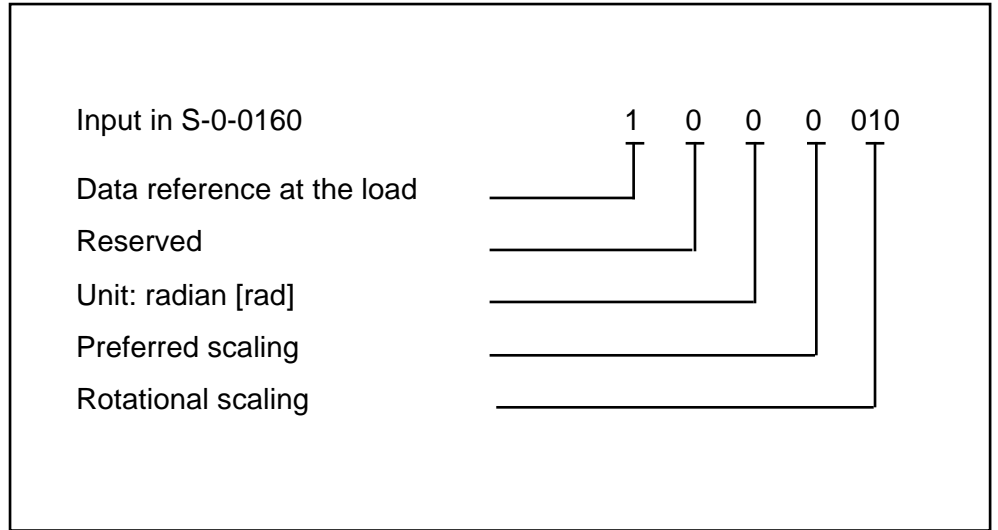 Input in S-0-0160 1 0 0 0 010
Data reference at the load
Reserved
Unit: radian [rad]
Preferred scaling
Rotational scaling